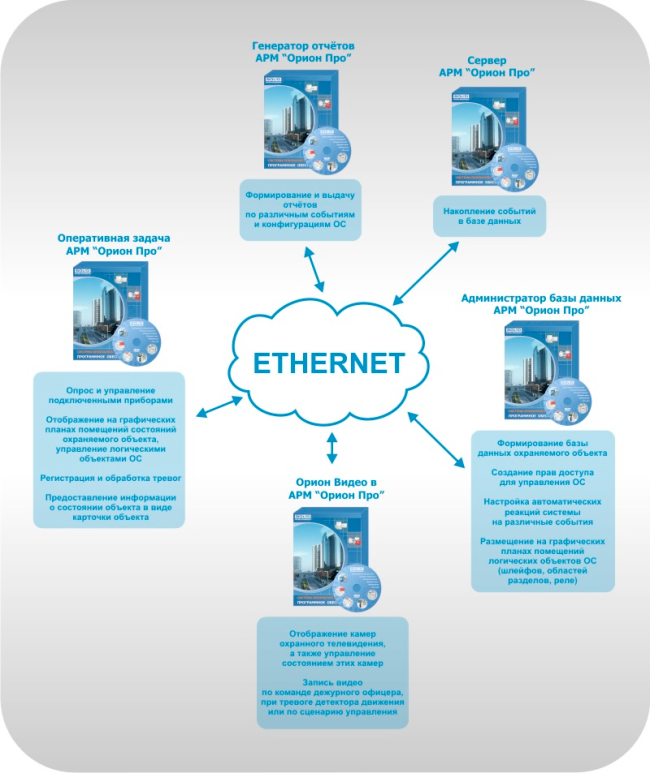 Генератор отчётов
АРМ “Орион Про”
Формирование и выдачу
отчётов
по различным событиям
и конфигурациям ОС
Сервер
АРМ “Орион Про”
Накопление событий
в базе данных
Оперативная задача
АРМ “Орион Про”
Опрос и управление
подключенными приборами
Отображение на графических
планах помещений состояний
охраняемого объекта,
управление логическими
объектами ОС
Регистрация и обработка тревог
Предоставление информации
о состоянии объекта в виде
карточки объекта
ETHERNET
Администратор базы данных
АРМ “Орион Про”
Формирование базы
данных охраняемого объекта
Создание прав доступа
для управления ОС
Настройка автоматических
реакций системы
на различные события
Размещение на графических
планах помещений
логических объектов ОС
(шлейфов, областей
разделов, реле)
Орион Видео в
АРМ “Орион Про”
Отображение камер
охранного телевидения,
а также управление
состоянием этих камер
Запись видео
по команде дежурного офицера,
при тревоге детектора движения
или по сценарию управления